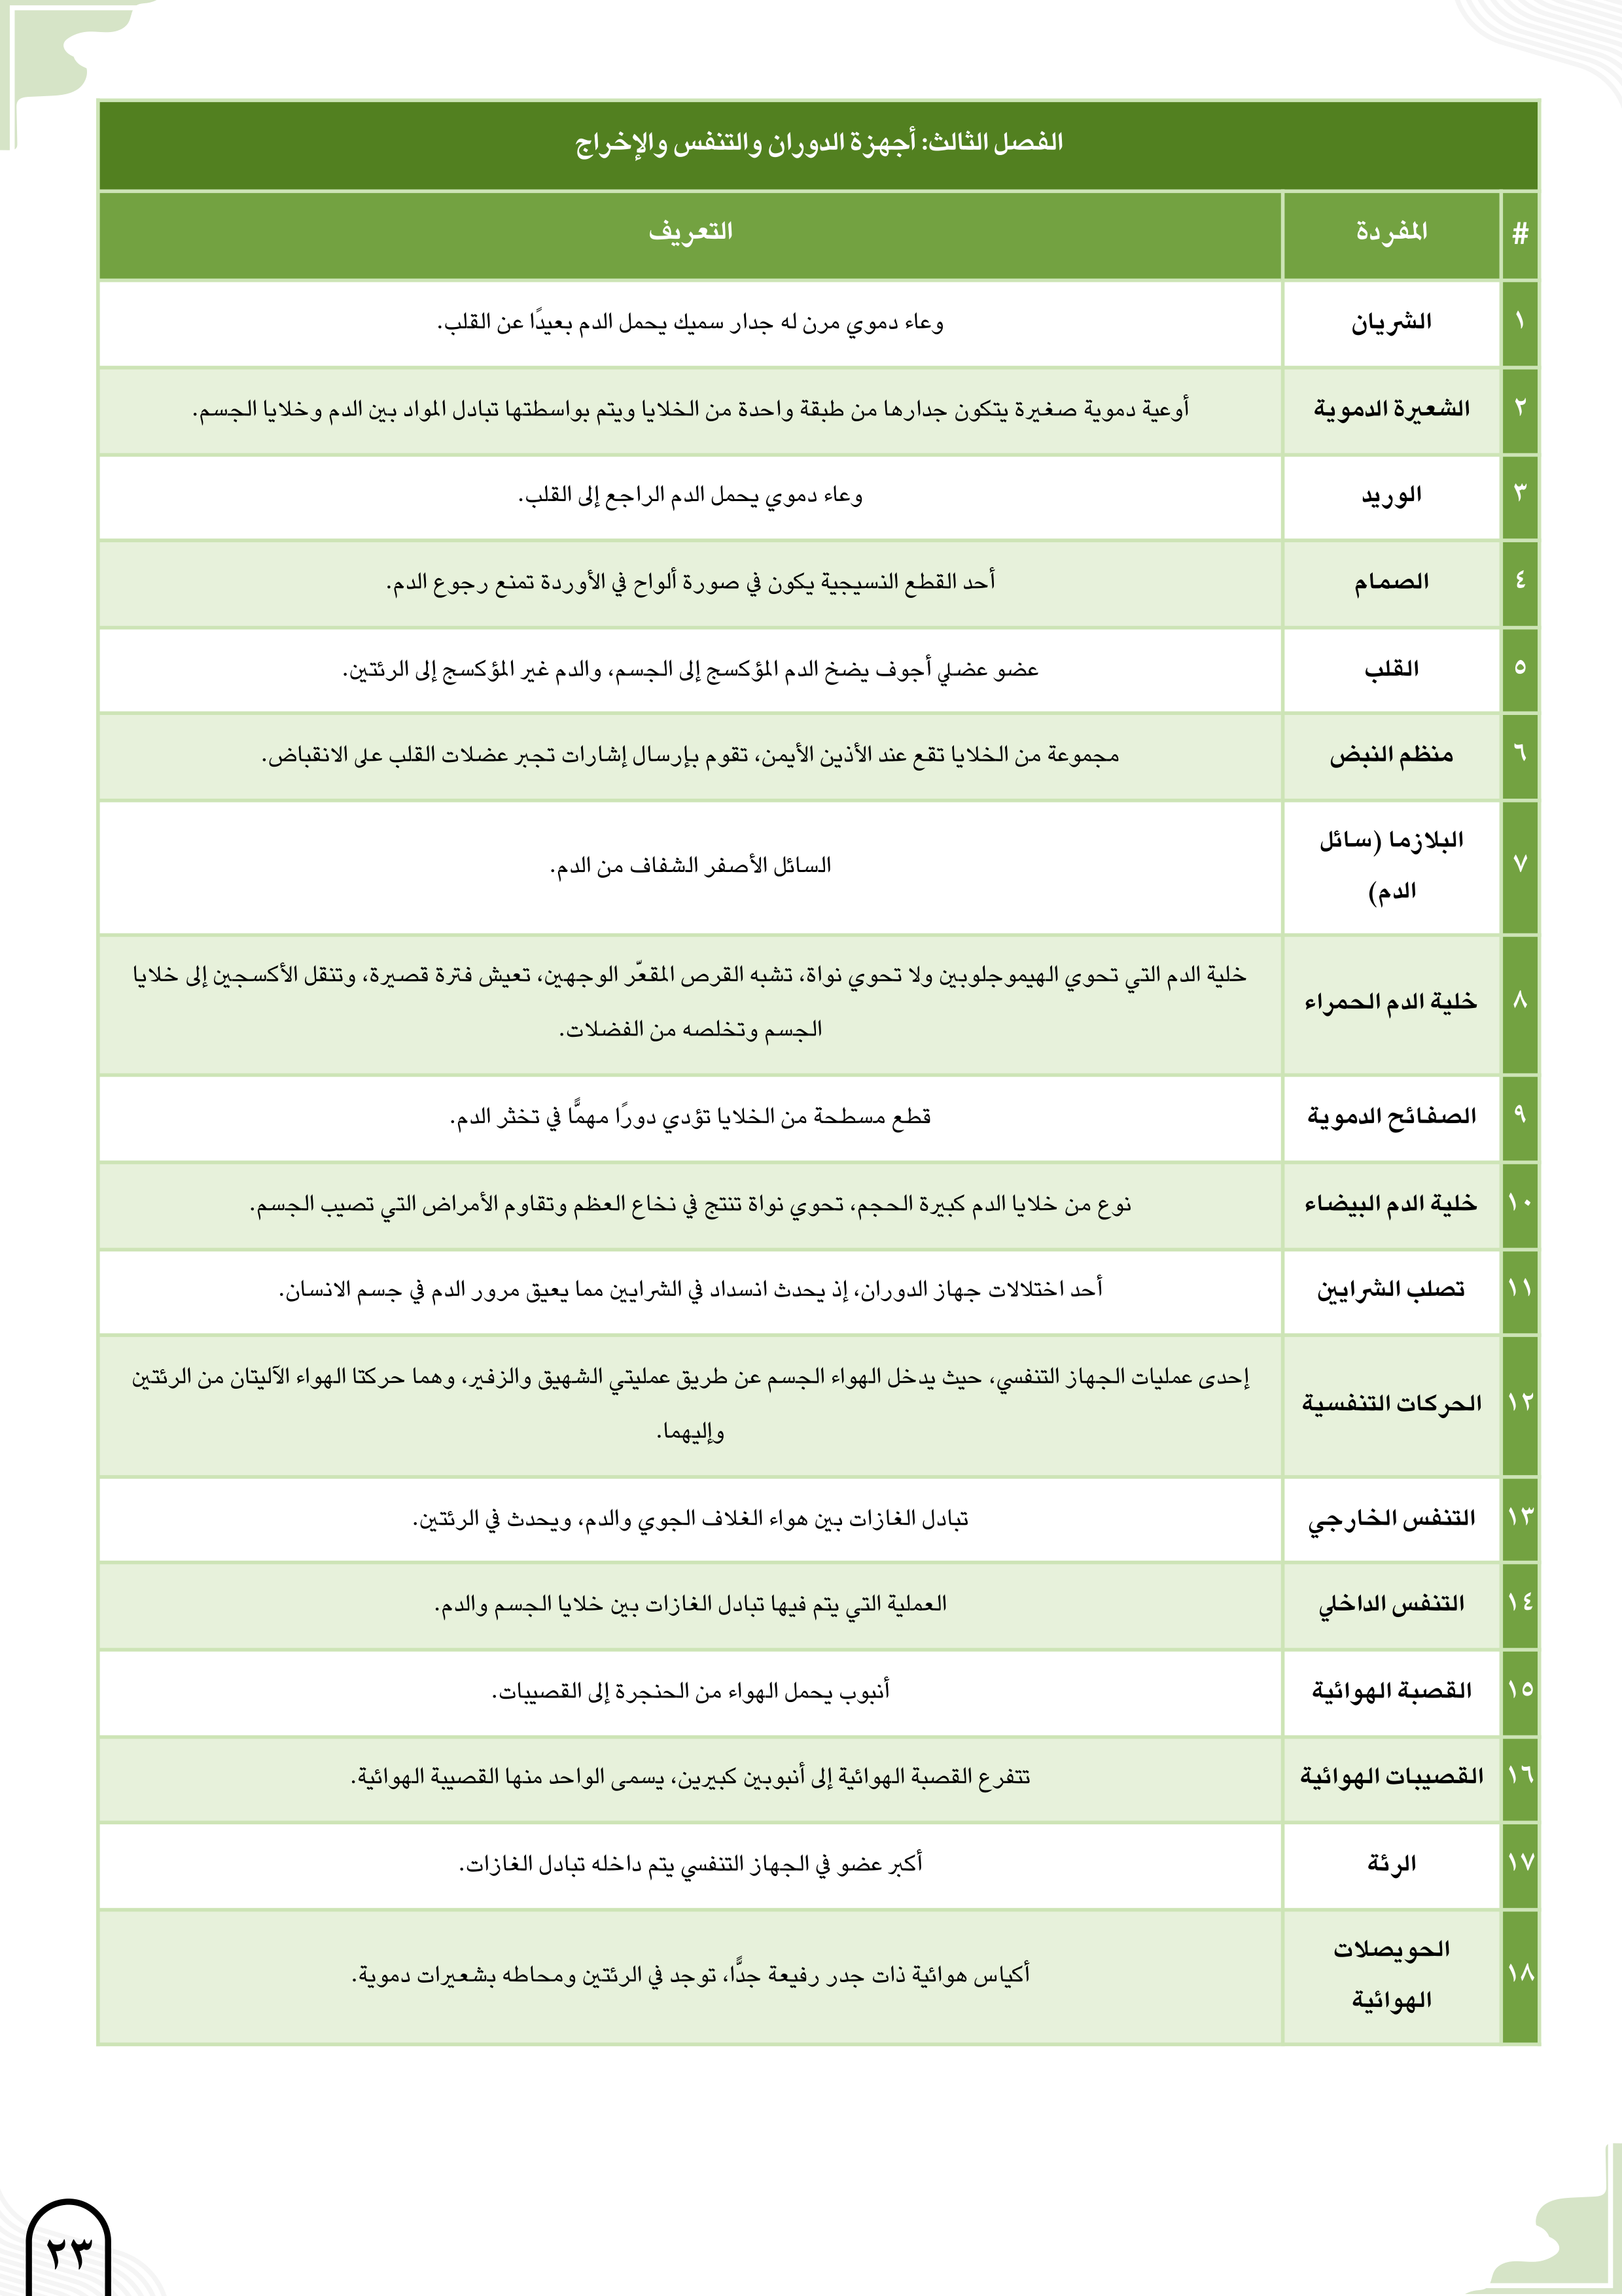 الفصل الثالث: أجهزة الدوران والتنفس والإخراج
# المفردة التعريف
١ الشريان وعاء دموي مرن له جدار سميك يحمل الدم بعيدًا عن القلب.
٢ الشعيرة الدموية أوعية دموية صغيرة يتكون جدارها من طبقة واحدة من الخلايا ويتم بواسطتها تبادل المواد بين الدم وخلايا الجسم.
٣ الوريد وعاء دموي يحمل الدم الراجع إلى القلب.
٤ الصمام أحد القطع النسيجية يكون في صورة ألواح في الأوردة تمنع رجوع الدم.
٥ القلب عضو عضلي أجوف يضخ الدم المؤكسج إلى الجسم، والدم غير المؤكسج إلى الرئتين.
٦ منظم النبض مجموعة من الخلايا تقع عند الأذين الأيمن، تقوم بإرسال إشارات تجبر عضلات القلب على الانقباض.
٧ البلازما (سائل
الدم) السائل الأصفر الشفاف من الدم.
٨ خلية الدم الحمراء خلية الدم التي تحوي الهيموجلوبين ولا تحوي نواة، تشبه القرص المقعّر الوجهين، تعيش فترة قصيرة، وتنقل الأكسجين إلى خلايا
الجسم وتخلصه من الفضلات.
٩ الصفائح الدموية قطع مسطحة من الخلايا تؤدي دورًا مهمًّا في تخثر الدم.
١٠ خلية الدم البيضاء نوع من خلايا الدم كبيرة الحجم، تحوي نواة تنتج في نخاع العظم وتقاوم الأمراض التي تصيب الجسم.
١١ تصلب الشرايين أحد اختلالات جهاز الدوران، إذ يحدث انسداد في الشرايين مما يعيق مرور الدم في جسم الانسان.
١٢ الحركات التنفسية إحدى عمليات الجهاز التنفسي، حيث يدخل الهواء الجسم عن طريق عمليتي الشهيق والزفير، وهما حركتا الهواء الآليتان من الرئتين
وإليهما.
١٣ التنفس الخارجي تبادل الغازات بين هواء الغلاف الجوي والدم، ويحدث في الرئتين.
١٤ التنفس الداخلي العملية التي يتم فيها تبادل الغازات بين خلايا الجسم والدم.
١٥ القصبة الهوائية أنبوب يحمل الهواء من الحنجرة إلى القصيبات.
١٦ القصيبات الهوائية تتفرع القصبة الهوائية إلى أنبوبين كبيرين، يسمى الواحد منها القصيبة الهوائية.
١٧ الرئة أكبر عضو في الجهاز التنفسي يتم داخله تبادل الغازات.
١٨ الحويصلات
الهوائية أكياس هوائية ذات جدر رفيعة جدًّا، توجد في الرئتين ومحاطه بشعيرات دموية.
٢٣